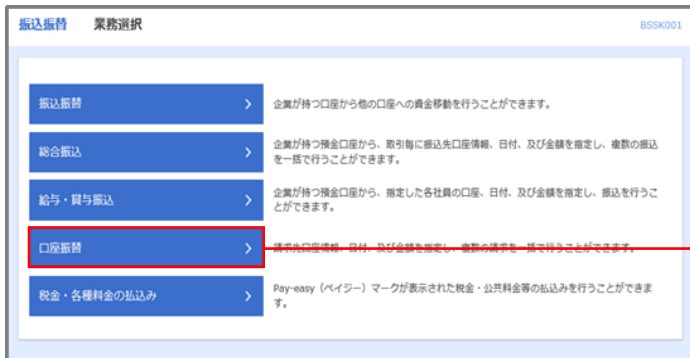 振込振替 業務選択 BSSK001
振込振替 企業が持つ口座から他の口座への資金移動を行うことができます。
総合振込 企業が持つ預金口座から、取引毎に振込先口座情報、日付、及び金額を指定し、複数の振込
を一括で行うことができます。
給与・賞与振込 企業が持つ預金口座から、指定した各社員の口座、日付、及び金額を指定し、振込を行うこ
とができます。
口座振替 請求先口座情報、日付、及び金額を指定し、複数の請求を一括で行うことができます。
税金・各種料金の払込み Pay-easy（ペイジー）マークが表示された税金・公共料金等の払込みを行うことができま
す。